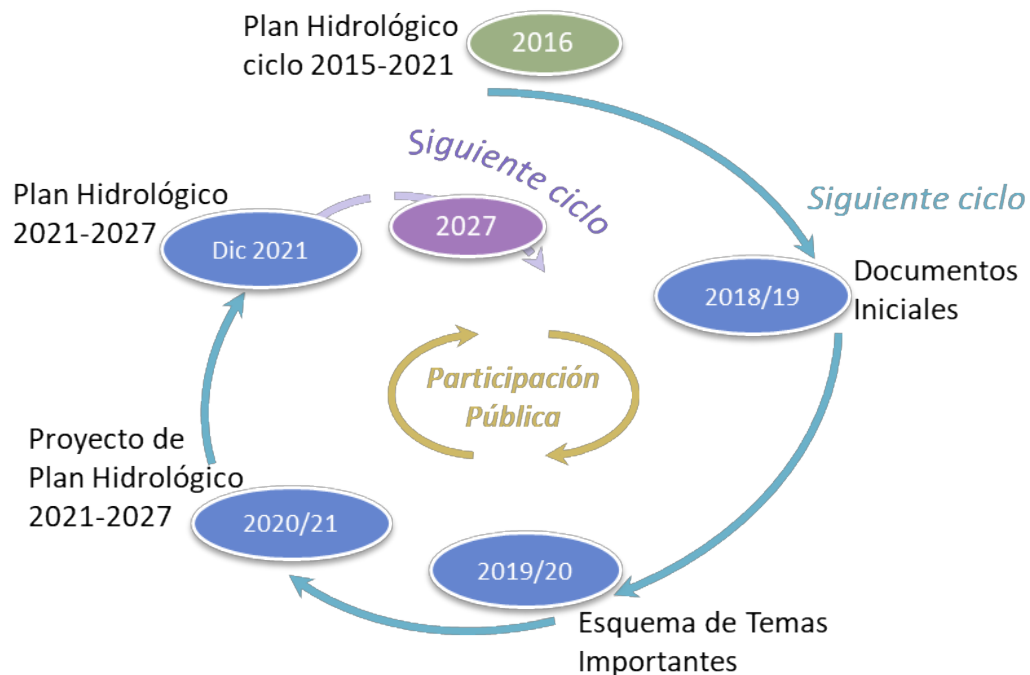 Plan Hidrológico
ciclo 2015-2021
2016
Siguiente ciclo
Siguiente ciclo
Plan Hidrológico
2021-2027
Dic 2021
2027
2018/19
Documentos
Iniciales
Participación
Pública
Proyecto de
Plan Hidrológico
2021-2027
2020/21
2019/20
Esquema de Temas
Importantes